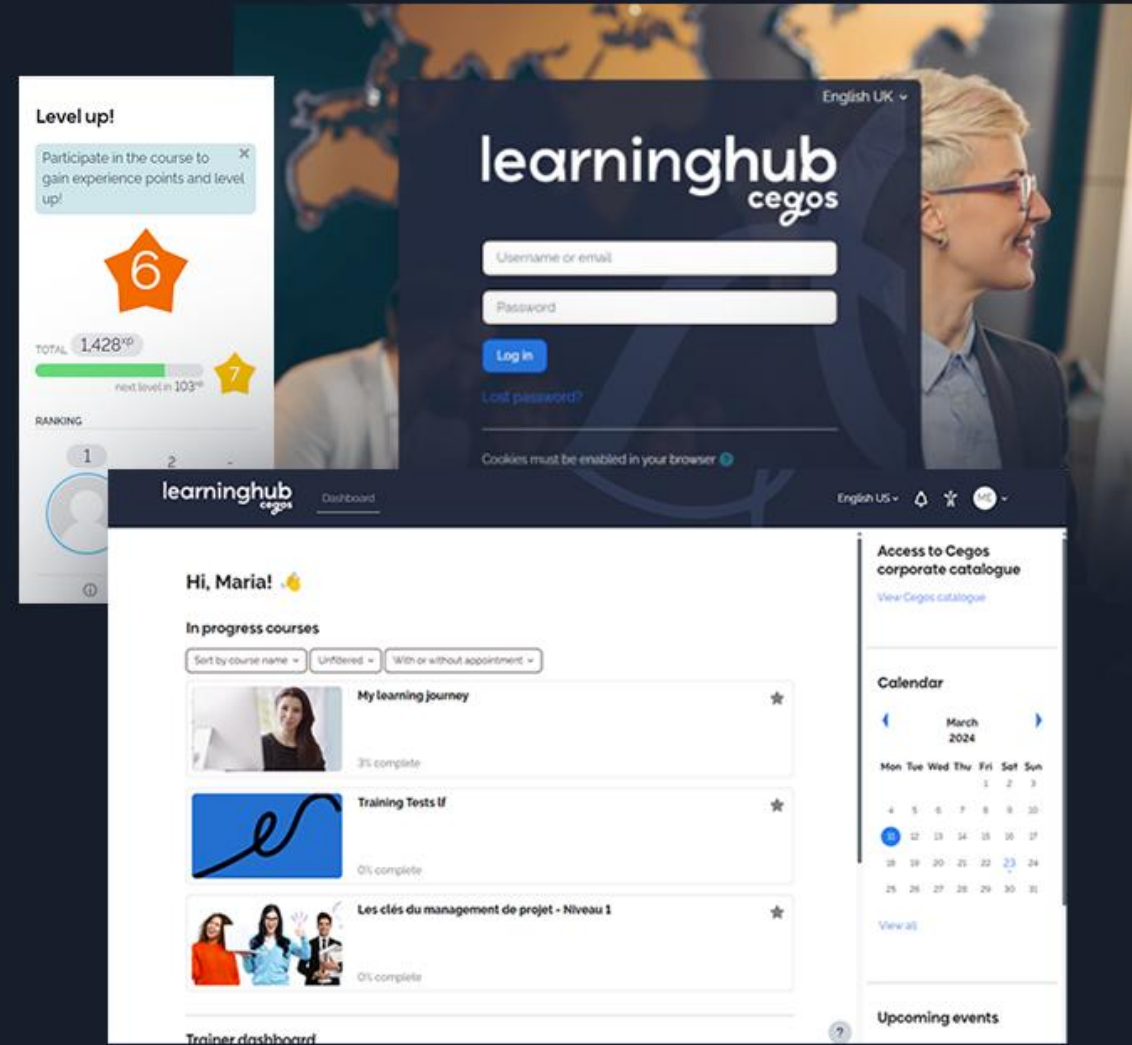 Level up!
Participate in the course to
gain experience points and level
up!
6
TOTAL 1,428xp
7
next level in 103xp
RANKING
1
2
-
English UK
learninghub
cegos
Username or email
Password
Log in
Lost password?
Cookies must be enabled in your browser
learninghub
cegos
Dashboard
English US
ME
Hi, Maria!
In progress courses
Sort by course name
Unfiltered
With or without appointment
My learning journey
3% complete
Training Tests lf
0% complete
Les clés du management de projet - Niveau 1
0% complete
Trainer dashboard
?
Access to Cegos
corporate catalogue
View Cegos catalogue
Calendar
March
2024
Mon Tue Wed Thu Fri Sat Sun
1 2 3
4 5 6 7 8 9 10
11 12 13 14 15 16 17
18 19 20 21 22 23 24
25 26 27 28 29 30 31
View all
Upcoming events